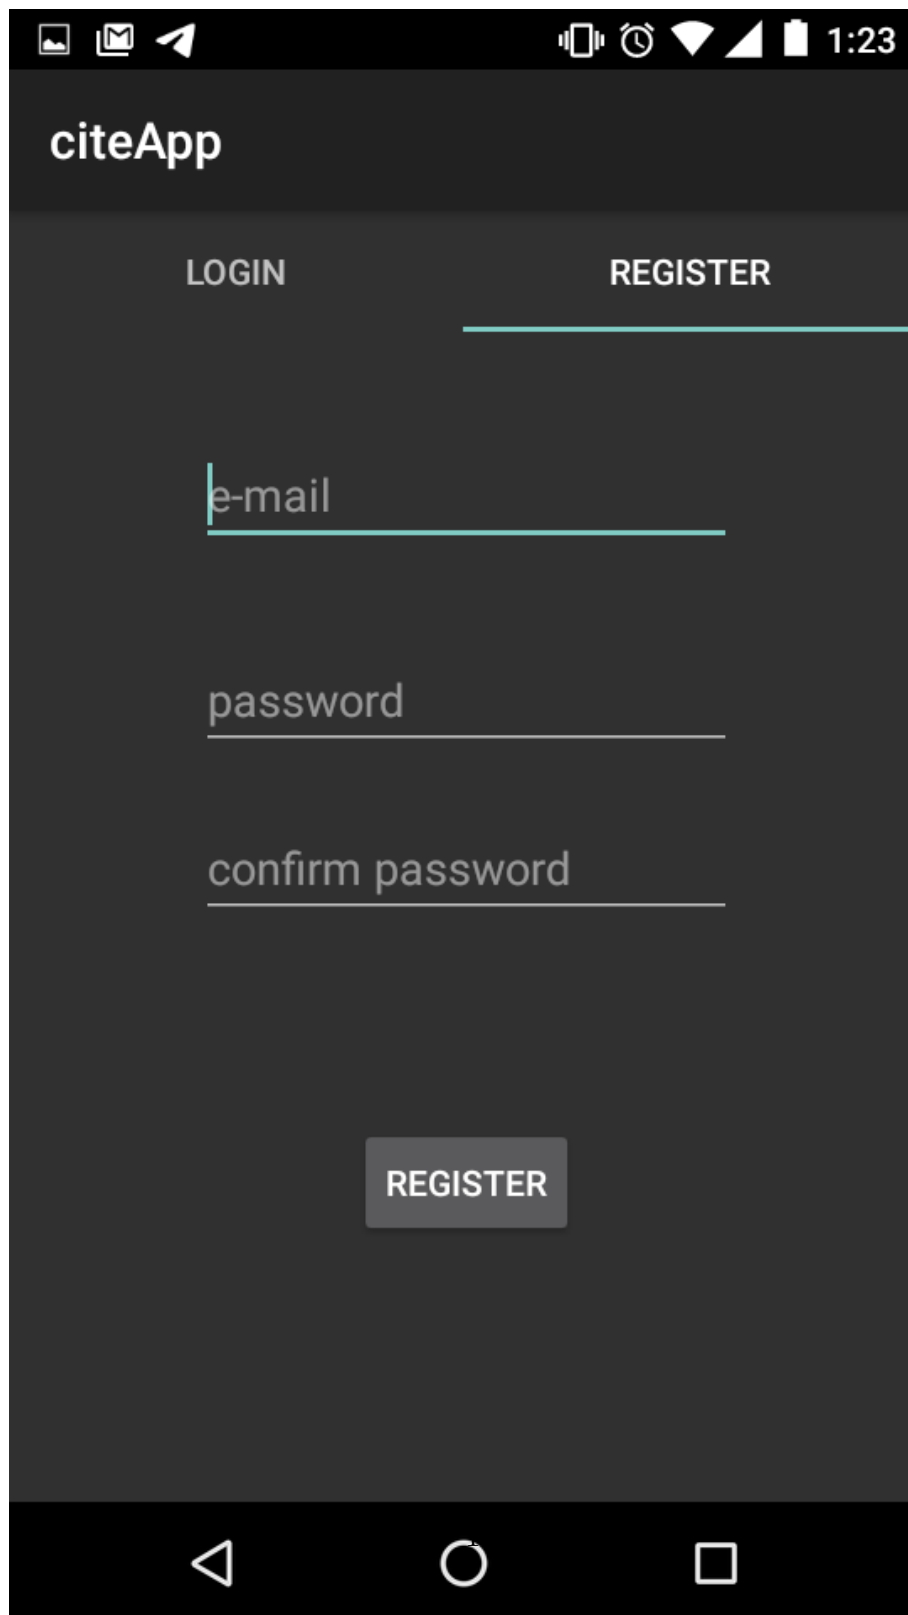 1:23
citeApp
LOGIN REGISTER
e-mail
password
confirm password
REGISTER